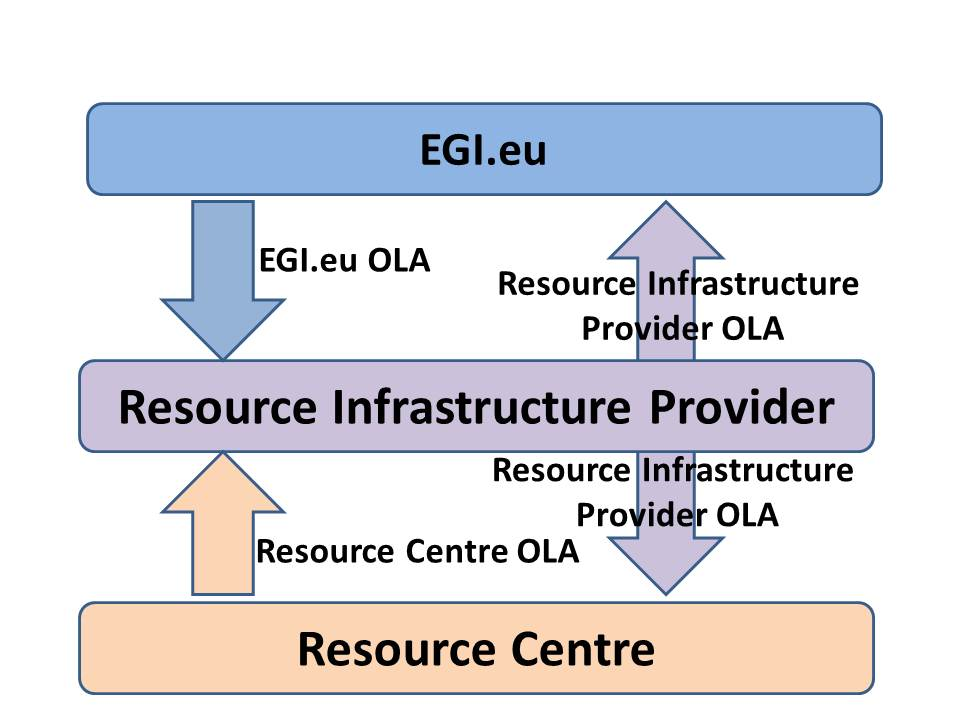 EGI.eu
EGI.eu OLA
Resource Infrastructure
Provider OLA
Resource Infrastructure Provider
Resource Infrastructure
Provider OLA
Resource Centre OLA
Resource Centre